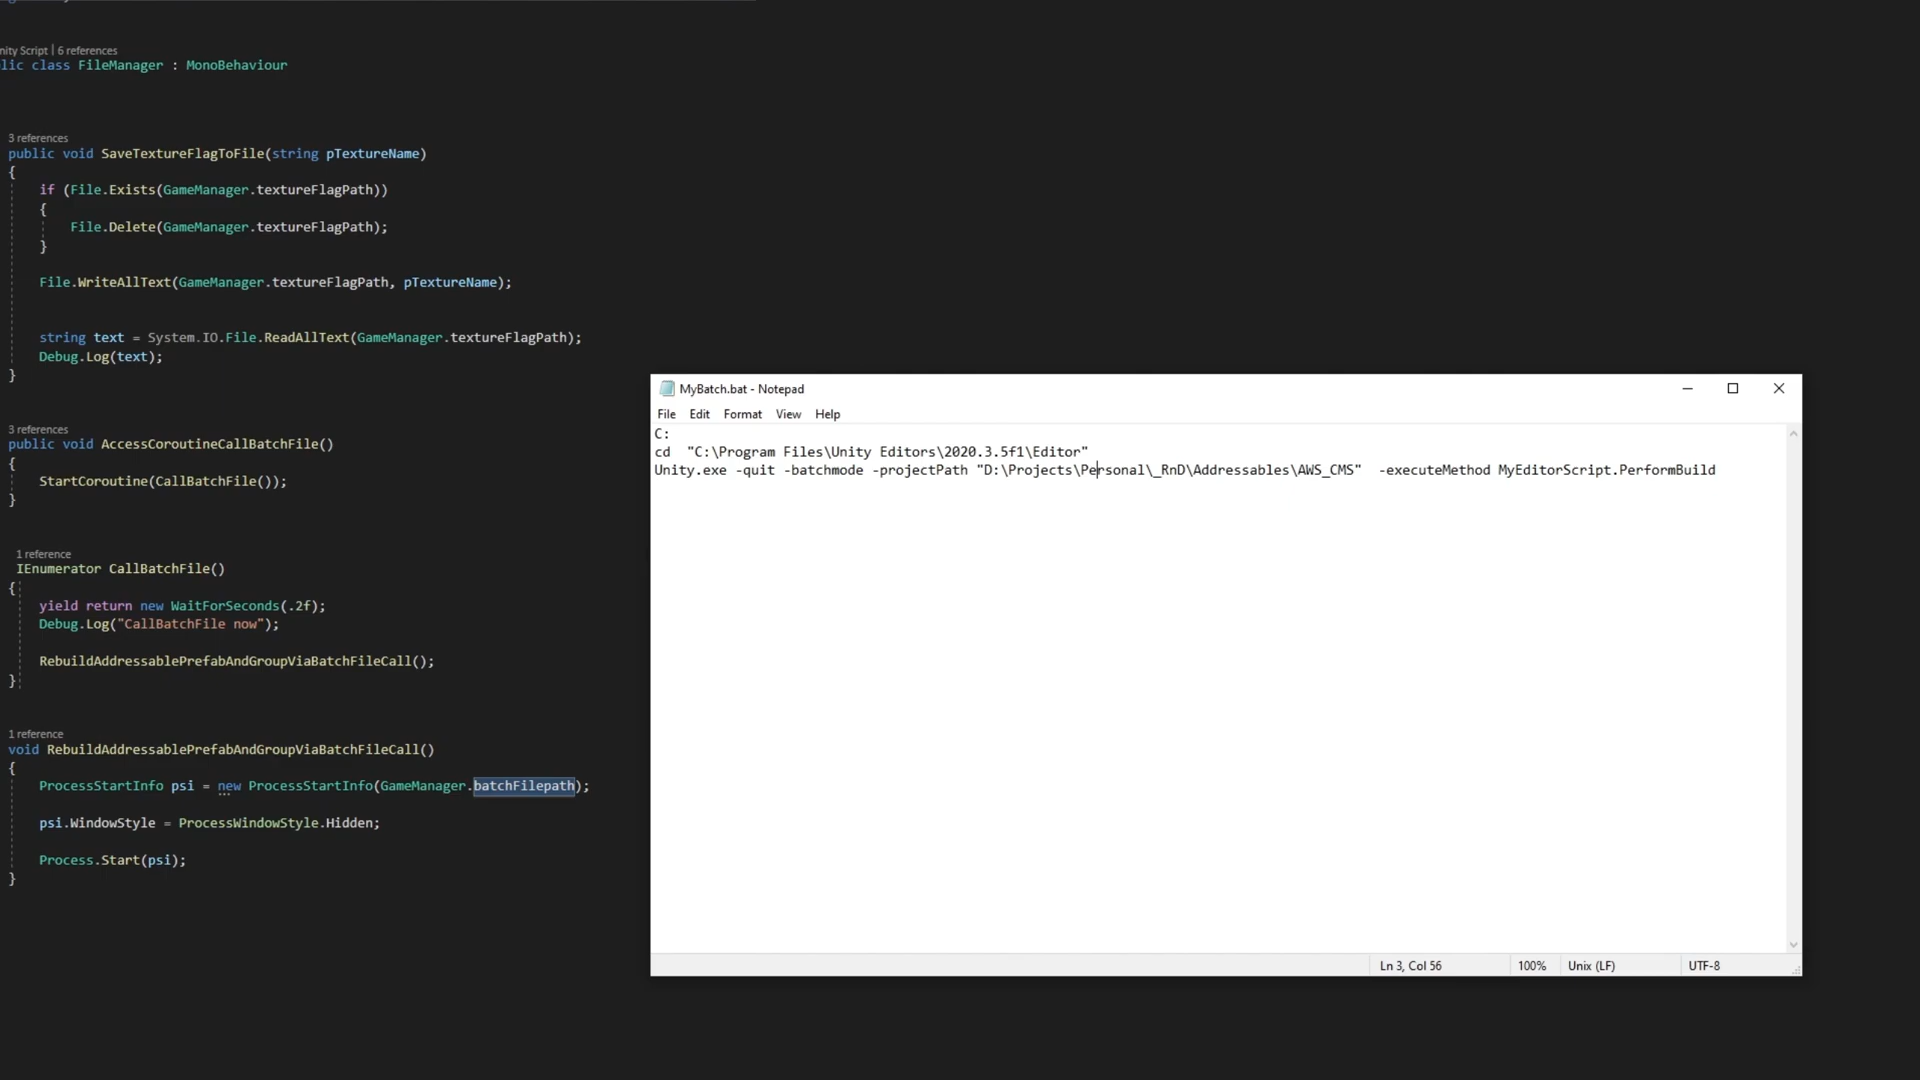 nity Script | 6 references
lic class FileManager : MonoBehaviour
3 references
public void SaveTextureFlagToFile(string pTextureName)
{
if (File.Exists(GameManager.textureFlagPath))
{
File.Delete(GameManager.textureFlagPath);
}
File.WriteAllText(GameManager.textureFlagPath, pTextureName);
string text = System.IO.File.ReadAllText(GameManager.textureFlagPath);
Debug.Log(text);
}
3 references
public void AccessCoroutineCallBatchFile()
{
StartCoroutine(CallBatchFile());
}
1 reference
IEnumerator CallBatchFile()
{
yield return new WaitForSeconds(.2f);
Debug.Log("CallBatchFile now");
RebuildAddressablePrefabAndGroupViaBatchFileCall();
}
1 reference
void RebuildAddressablePrefabAndGroupViaBatchFileCall()
{
ProcessStartInfo psi = new ProcessStartInfo(GameManager.batchFilepath);
psi.WindowStyle = ProcessWindowStyle.Hidden;
Process.Start(psi);
}
MyBatch.bat - Notepad
File Edit Format View Help
C:
cd  "C:\Program Files\Unity Editors\2020.3.5f1\Editor"
Unity.exe -quit -batchmode -projectPath "D:\Projects\Personal\_RnD\Addressables\AWS_CMS"  -executeMethod MyEditorScript.PerformBuild
Ln 3, Col 56 100% Unix (LF) UTF-8